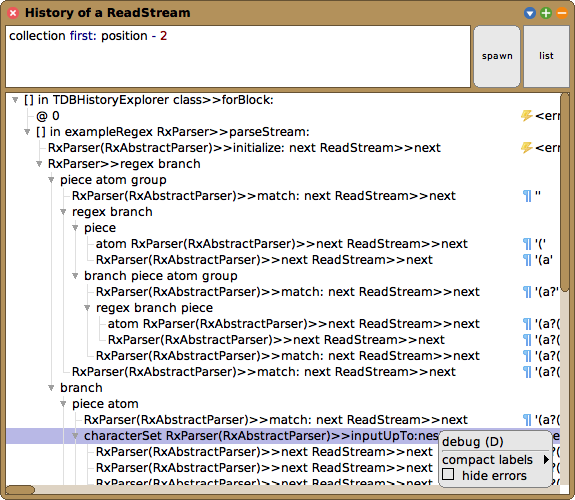 History of a ReadStream
collection first: position - 2
spawn
list
[] in TDBHistoryExplorer class>>forBlock:
@ 0 <err
[] in exampleRegex RxParser>>parseStream:
RxParser(RxAbstractParser)>>initialize: next ReadStream>>next <err
RxParser>>regex branch
piece atom group
RxParser(RxAbstractParser)>>match: next ReadStream>>next ¶ ''
regex branch
piece
atom RxParser(RxAbstractParser)>>next ReadStream>>next ¶ '('
RxParser(RxAbstractParser)>>next ReadStream>>next ¶ '(a'
branch piece atom group
RxParser(RxAbstractParser)>>match: next ReadStream>>next ¶ '(a?'
regex branch piece
atom RxParser(RxAbstractParser)>>next ReadStream>>next ¶ '(a?(
RxParser(RxAbstractParser)>>next ReadStream>>next ¶ '(a?(
RxParser(RxAbstractParser)>>match: next ReadStream>>next ¶ '(a?(
RxParser(RxAbstractParser)>>match: next ReadStream>>next ¶ '(a?(
branch
piece atom
RxParser(RxAbstractParser)>>match: next ReadStream>>next ¶ '(a?(
characterSet RxParser(RxAbstractParser)>>inputUpTo:nes
RxParser(RxAbstractParser)>>next ReadStream>>next
RxParser(RxAbstractParser)>>next ReadStream>>next
RxParser(RxAbstractParser)>>next ReadStream>>next
debug (D)
compact labels
hide errors